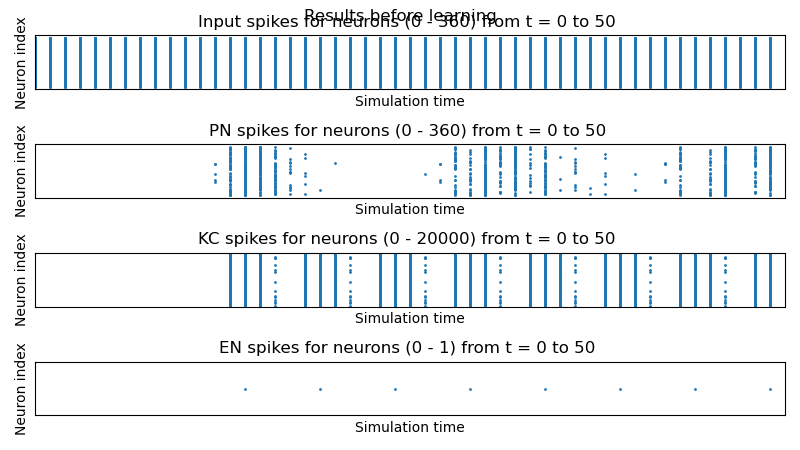 Results before learning
Input spikes for neurons (0 - 360) from t = 0 to 50
Neuron index
Simulation time
PN spikes for neurons (0 - 360) from t = 0 to 50
Neuron index
Simulation time
KC spikes for neurons (0 - 20000) from t = 0 to 50
Neuron index
Simulation time
EN spikes for neurons (0 - 1) from t = 0 to 50
Neuron index
Simulation time